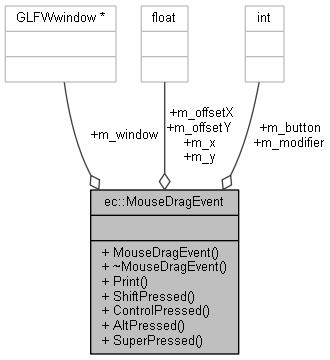 GLFWwindow *
float
int
+m_window
+m_offsetX
+m_offsetY
+m_x
+m_y
+m_button
+m_modifier
ec::MouseDragEvent
+ MouseDragEvent()
+ ~MouseDragEvent()
+ Print()
+ ShiftPressed()
+ ControlPressed()
+ AltPressed()
+ SuperPressed()